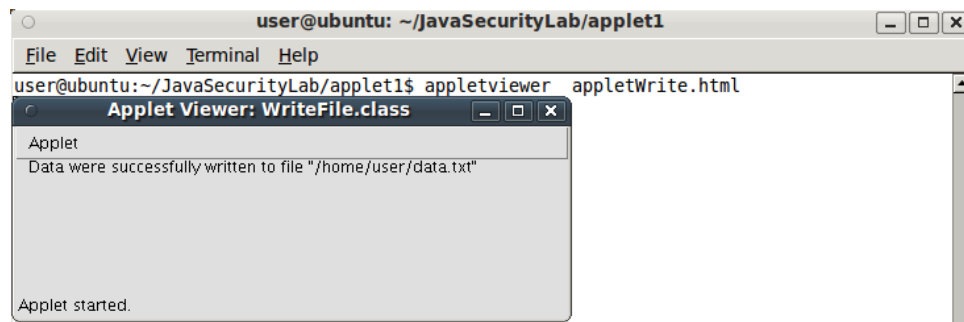 user@ubuntu: ~/JavaSecurityLab/applet1
File Edit View Terminal Help
user@ubuntu:~/JavaSecurityLab/applet1$ appletviewer appletWrite.html
Applet Viewer: WriteFile.class
Applet
Data were successfully written to file "/home/user/data.txt"
Applet started.